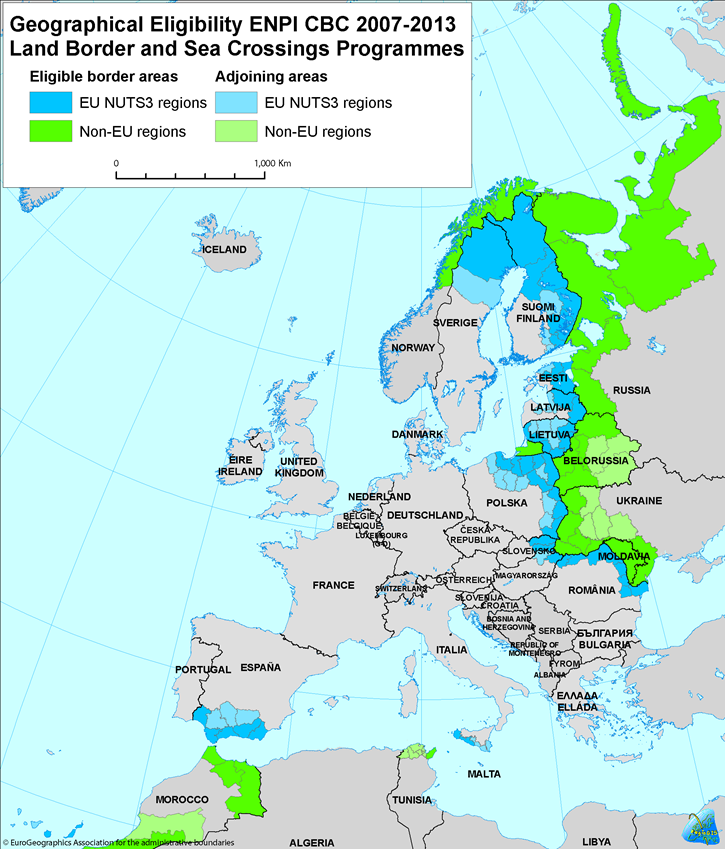 Geographical Eligibility ENPI CBC 2007-2013
Land Border and Sea Crossings Programmes
Eligible border areas
Adjoining areas
EU NUTS3 regions
EU NUTS3 regions
Non-EU regions
Non-EU regions
0
1,000 Km
ICELAND
SUOMI
FINLAND
SVERIGE
NORWAY
EESTI
RUSSIA
LATVIJA
DANMARK
LIETUVA
EIRE
IRELAND
UNITED
KINGDOM
BELORUSSIA
NEDERLAND
POLSKA
UKRAINE
DEUTSCHLAND
BELGIË
BELGIQUE
LUXEMBOURG
(G.D)
ČESKÁ
REPUBLIKA
SLOVENSKO
MOLDAVIA
FRANCE
SWITZERLAND
ÖSTERREICH
MAGYARORSZÁG
ROMÂNIA
SLOVENIJA
CROATIA
BOSNIA AND
HERZEGOVINA
SERBIA
БЪЛГАРИЯ
BULGARIA
ITALIA
REPUBLIC OF
MONTENEGRO
PORTUGAL
ESPAÑA
FYROM
ALBANIA
ΕΛΛΑΔΑ
ELLÁDA
MALTA
MOROCCO
TUNISIA
ALGERIA
LIBYA
© EuroGeographics Association for the administrative boundaries